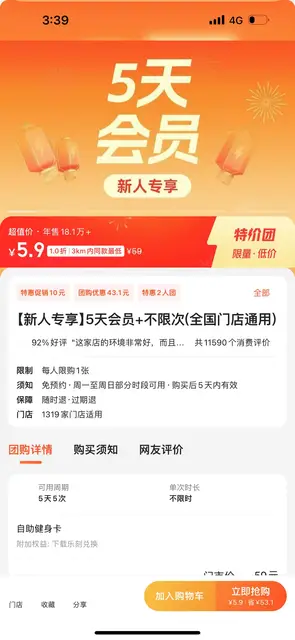 3:39
4G
5天
会员
新人专享
超值价·年售18.1万+
¥5.9 1.0折 3km内同款最低 ¥59
特价团
限量·低价
特惠促销10元 团购优惠43.1元 特惠2人团 全部
【新人专享】5天会员+不限次(全国门店通用)
92%好评 “这家店的环境非常好，而且... 共11590个消费评价
限制 每人限购1张
须知 免预约·周一至周日部分时段可用·购买后5天内有效
保障 随时退·过期退
门店 1319家门店适用
团购详情 购买须知 网友评价
可用周期 单次时长
5天5次 不限时
自助健身卡
附加权益: 下载乐刻兑换
门市价 59元
门店 收藏 分享 加入购物车 立即抢购
¥5.9 省¥53.1